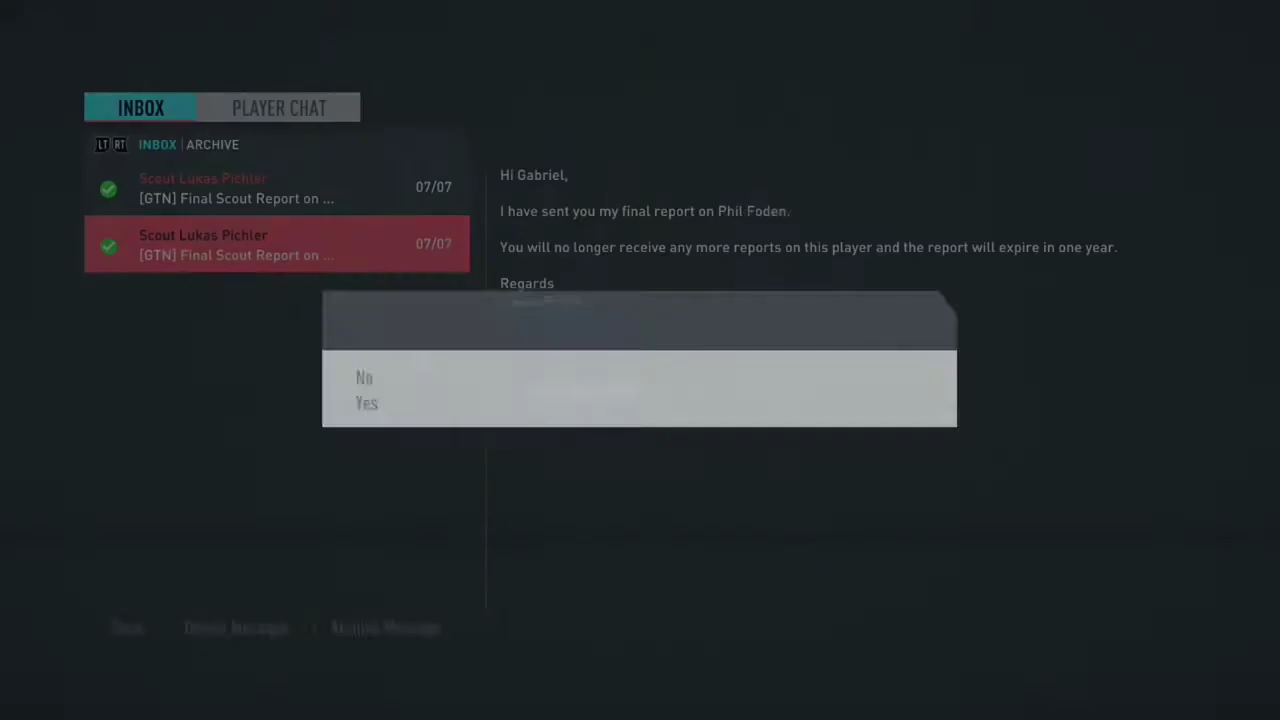 INBOX
PLAYER CHAT
LT RT INBOX | ARCHIVE
Scout Lukas Pichler
[GTN] Final Scout Report on ...
07/07
Scout Lukas Pichler
[GTN] Final Scout Report on ...
07/07
Hi Gabriel,
I have sent you my final report on Phil Foden.
You will no longer receive any more reports on this player and the report will expire in one year.
Regards
No
Yes